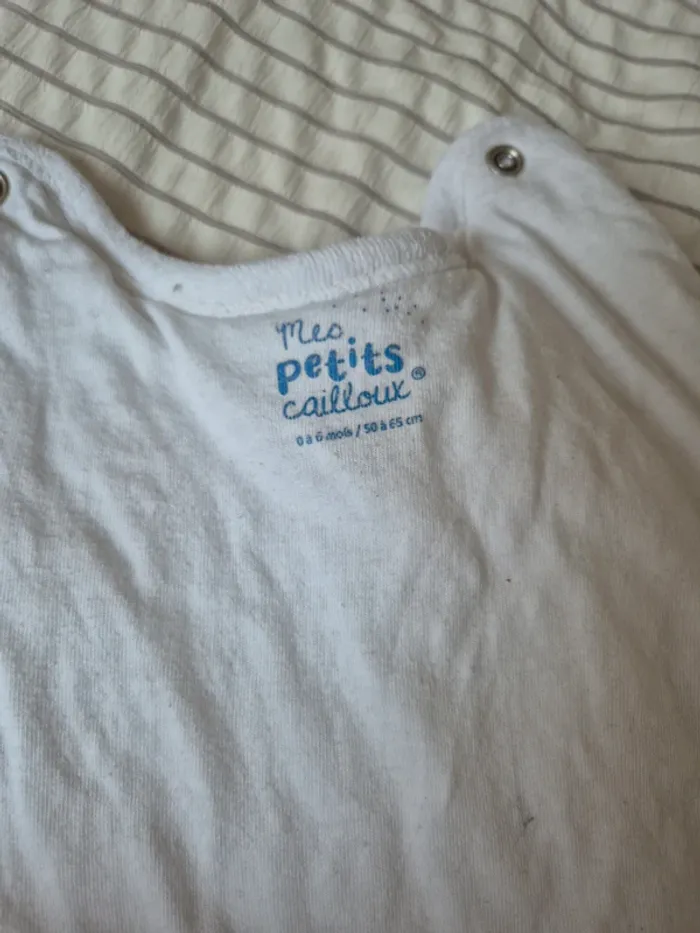 Mes
petits
cailloux®
0 à 6 mois / 50 à 65 cm